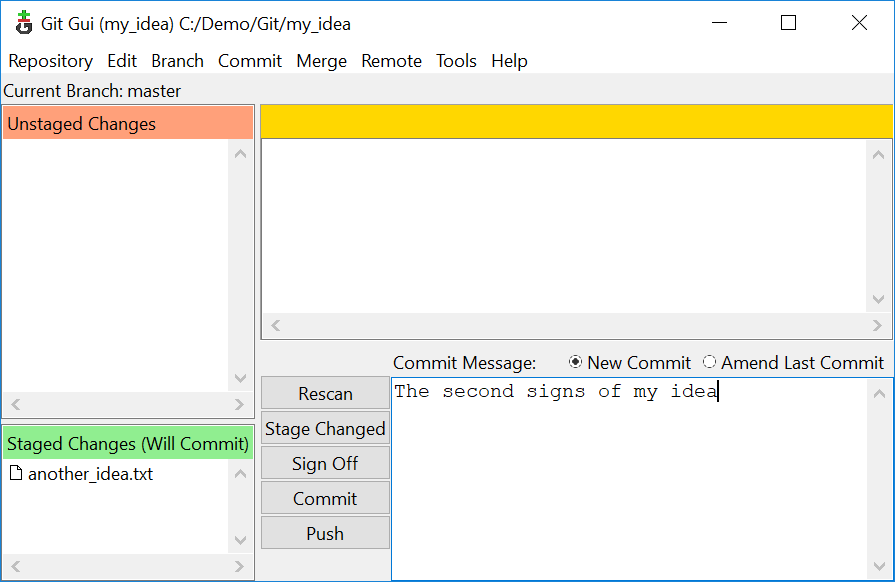 Git Gui (my_idea) C:/Demo/Git/my_idea
Repository Edit Branch Commit Merge Remote Tools Help
Current Branch: master
Unstaged Changes
Staged Changes (Will Commit)
another_idea.txt
Commit Message: New Commit Amend Last Commit
Rescan
Stage Changed
Sign Off
Commit
Push
The second signs of my idea